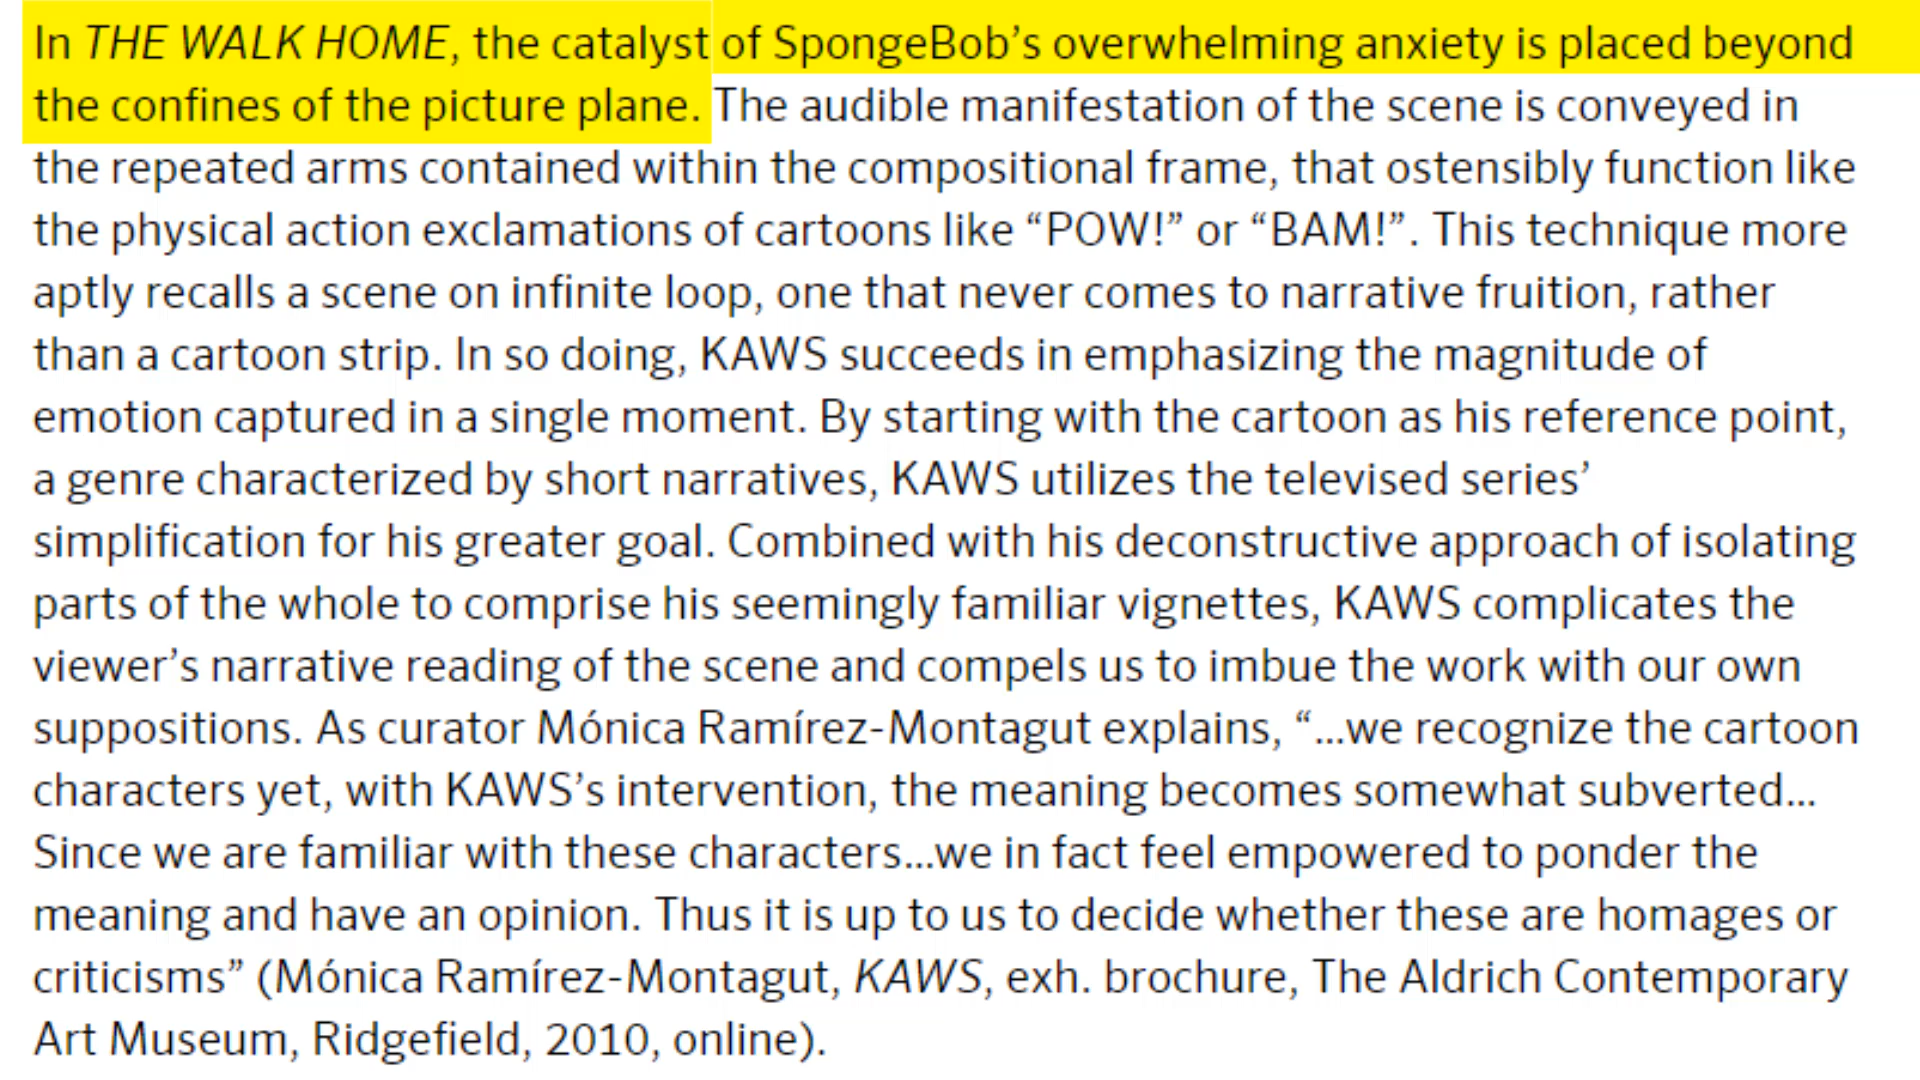 In THE WALK HOME, the catalyst of SpongeBob’s overwhelming anxiety is placed beyond
the confines of the picture plane. The audible manifestation of the scene is conveyed in
the repeated arms contained within the compositional frame, that ostensibly function like
the physical action exclamations of cartoons like “POW!” or “BAM!”. This technique more
aptly recalls a scene on infinite loop, one that never comes to narrative fruition, rather
than a cartoon strip. In so doing, KAWS succeeds in emphasizing the magnitude of
emotion captured in a single moment. By starting with the cartoon as his reference point,
a genre characterized by short narratives, KAWS utilizes the televised series’
simplification for his greater goal. Combined with his deconstructive approach of isolating
parts of the whole to comprise his seemingly familiar vignettes, KAWS complicates the
viewer’s narrative reading of the scene and compels us to imbue the work with our own
suppositions. As curator Mónica Ramírez-Montagut explains, “...we recognize the cartoon
characters yet, with KAWS’s intervention, the meaning becomes somewhat subverted...
Since we are familiar with these characters...we in fact feel empowered to ponder the
meaning and have an opinion. Thus it is up to us to decide whether these are homages or
criticisms” (Mónica Ramírez-Montagut, KAWS, exh. brochure, The Aldrich Contemporary
Art Museum, Ridgefield, 2010, online).